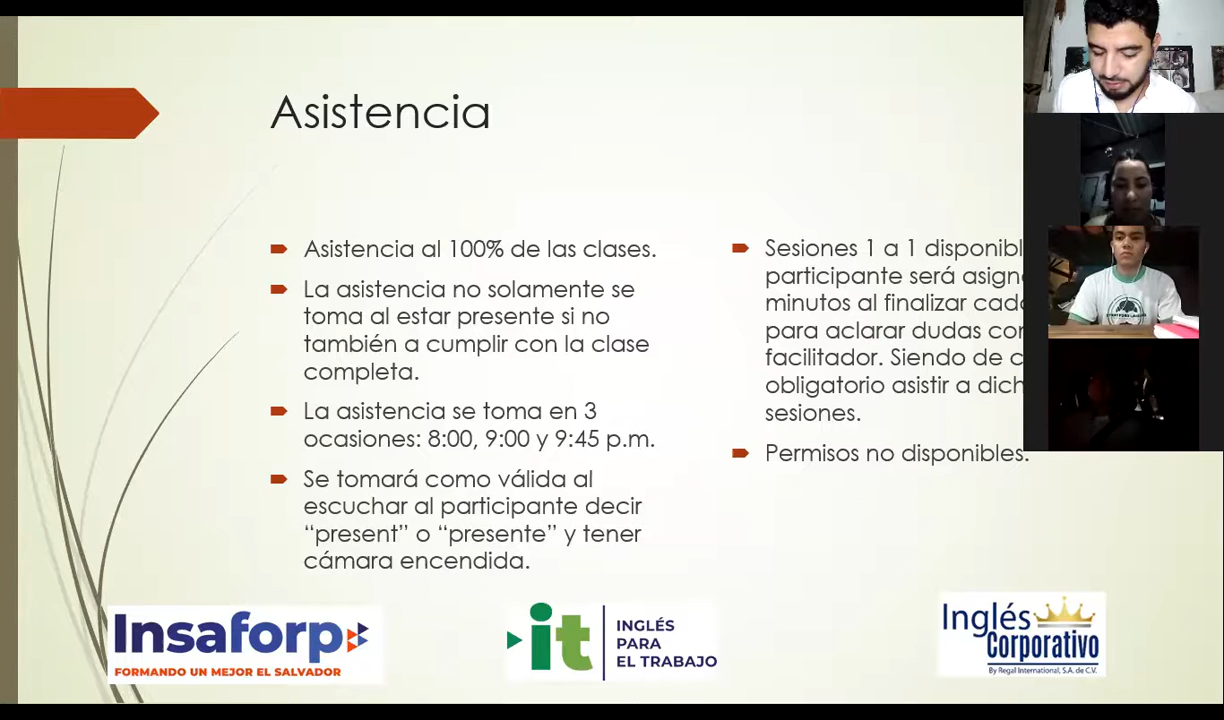 Asistencia
Asistencia al 100% de las clases.
La asistencia no solamente se
toma al estar presente si no
también a cumplir con la clase
completa.
La asistencia se toma en 3
ocasiones: 8:00, 9:00 y 9:45 p.m.
Se tomará como válida al
escuchar al participante decir
“present” o “presente” y tener
cámara encendida.
Sesiones 1 a 1
participante será
minutos al finalizar
para aclarar dudas
facilitador. Siendo de
obligatorio asistir a
sesiones.
Permisos no disponibles.
Insaforp
FORMANDO UN MEJOR EL SALVADOR
it
INGLÉS
PARA
EL TRABAJO
Inglés
Corporativo
By Regal International, S.A. de C.V.